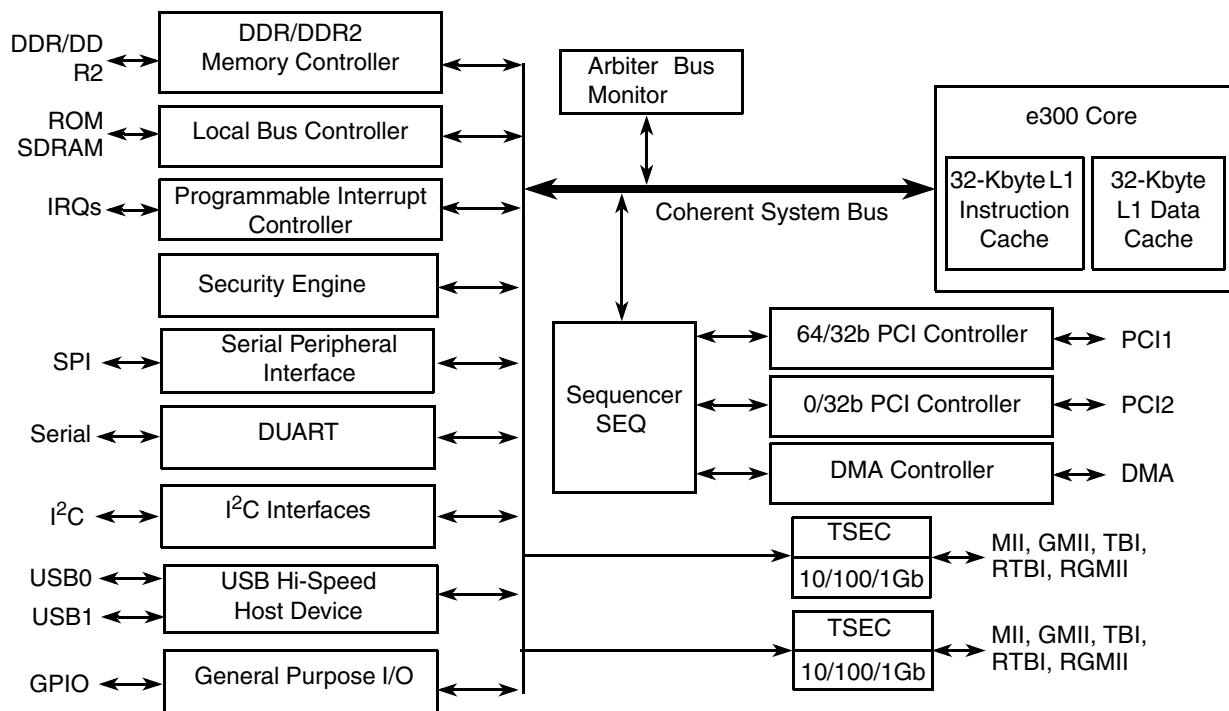 DDR/DD
R2
DDR/DDR2
Memory Controller
ROM
SDRAM
Local Bus Controller
IRQs
Programmable Interrupt
Controller
Security Engine
SPI
Serial Peripheral
Interface
Serial
DUART
I²C
I²C Interfaces
USB0
USB1
USB Hi-Speed
Host Device
GPIO
General Purpose I/O
Arbiter Bus
Monitor
Coherent System Bus
e300 Core
32-Kbyte L1
Instruction
Cache
32-Kbyte
L1 Data
Cache
Sequencer
SEQ
64/32b PCI Controller
PCI1
0/32b PCI Controller
PCI2
DMA Controller
DMA
TSEC
10/100/1Gb
MII, GMII, TBI,
RTBI, RGMII
TSEC
10/100/1Gb
MII, GMII, TBI,
RTBI, RGMII